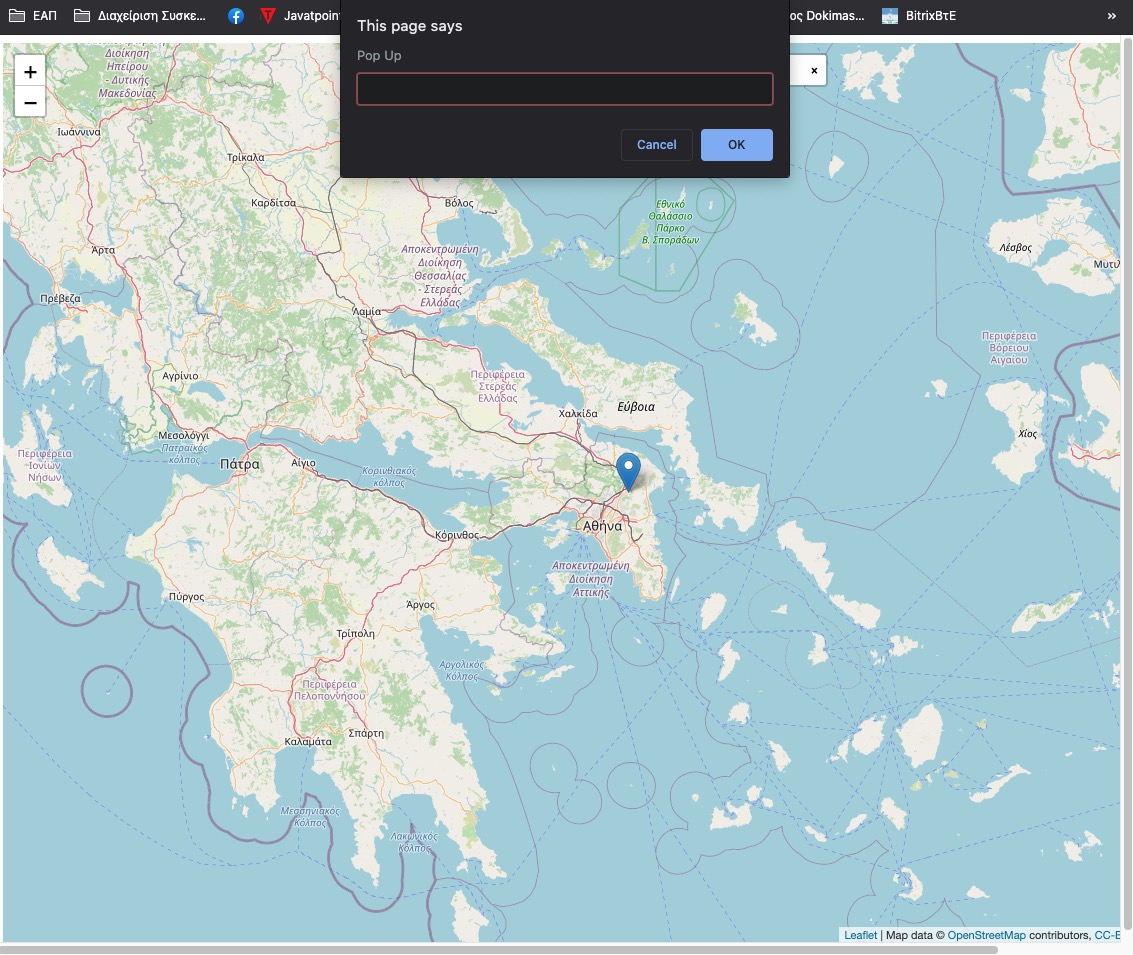 ΕΑΠ
Διαχείριση Συσκε...
Javatpoint
ος Dokimas...
BitrixΒτΕ
»
This page says
Pop Up
Cancel
OK
+
−
×
Διοίκηση
Ηπείρου
- Δυτικής
Μακεδονίας
Ιωάννινα
Τρίκαλα
Καρδίτσα
Βόλος
Εθνικό
Θαλάσσιο
Πάρκο
Β. Σποράδων
Λέσβος
Μυτιλ
Άρτα
Αποκεντρωμένη
Διοίκηση
Θεσσαλίας
- Στερεάς
Ελλάδας
Πρέβεζα
Λαμία
Περιφέρεια
Βόρειου
Αιγαίου
Αγρίνιο
Περιφέρεια
Στερεάς
Ελλάδας
Χαλκίδα
Εύβοια
Μεσολόγγι
Πατραϊκός
κόλπος
Χίος
Περιφέρεια
Ιονίων
Νήσων
Πάτρα
Αίγιο
Κορινθιακός
κόλπος
Αθήνα
Κόρινθος
Αποκεντρωμένη
Διοίκηση
Αττικής
Πύργος
Άργος
Τρίπολη
Αργολικός
Κόλπος
Περιφέρεια
Πελοποννήσου
Σπάρτη
Καλαμάτα
Μεσσηνιακός
Κόλπος
Λακωνικός
Κόλπος
Leaflet | Map data © OpenStreetMap contributors, CC-B